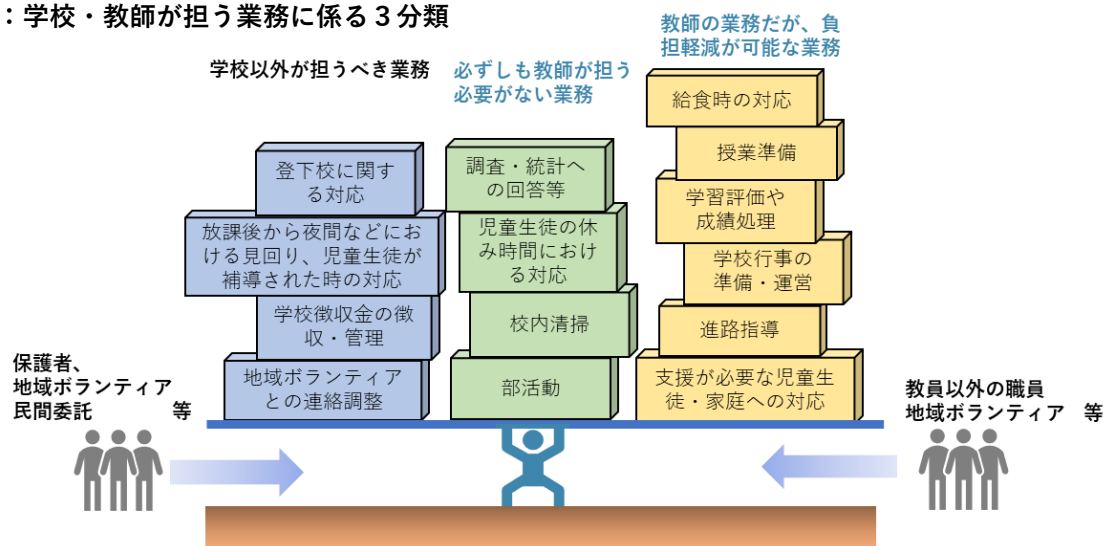 ：学校・教師が担う業務に係る３分類
学校以外が担うべき業務
必ずしも教師が担う
必要がない業務
教師の業務だが、負
担軽減が可能な業務
登下校に関す
る対応
放課後から夜間などにお
ける見回り、児童生徒が
補導された時の対応
学校徴収金の徴
収・管理
地域ボランティア
との連絡調整
調査・統計へ
の回答等
児童生徒の休
み時間におけ
る対応
校内清掃
部活動
給食時の対応
授業準備
学習評価や
成績処理
学校行事の
準備・運営
進路指導
支援が必要な児童生
徒・家庭への対応
保護者、
地域ボランティア
民間委託　　　等
教員以外の職員
地域ボランティア　等